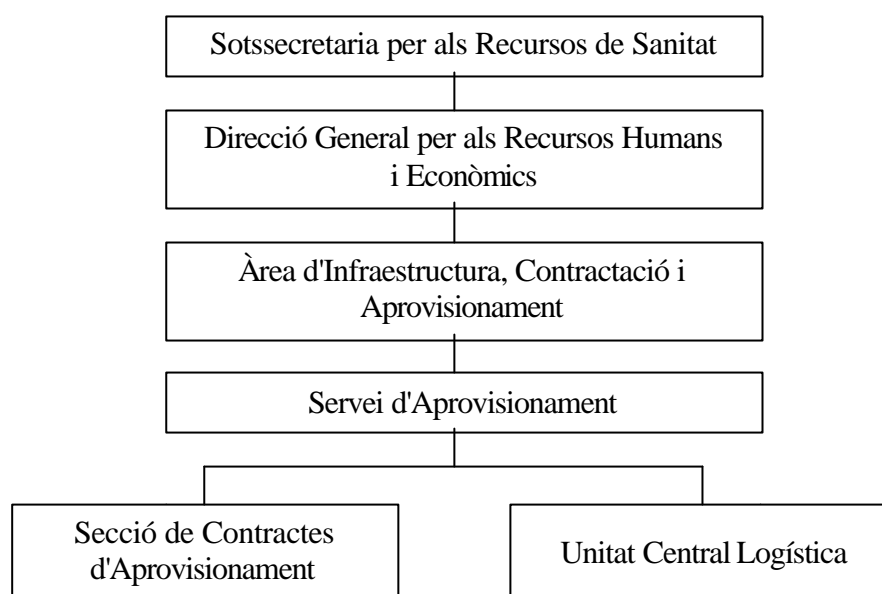 Sotssecretaria per als Recursos de Sanitat
Direcció General per als Recursos Humans
i Econòmics
Àrea d'Infraestructura, Contractació i
Aprovisionament
Servei d'Aprovisionament
Secció de Contractes
d'Aprovisionament
Unitat Central Logística